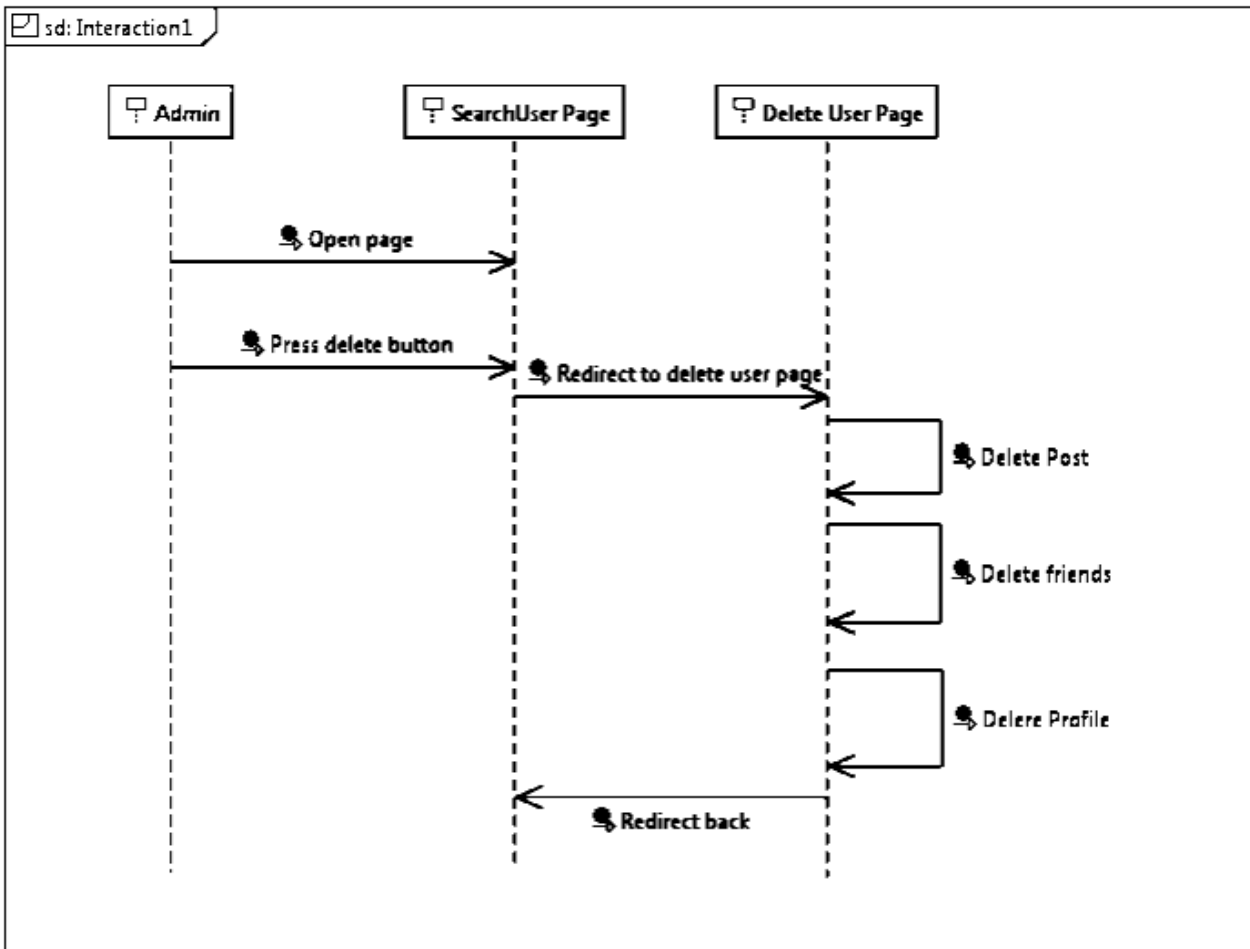 sd: Interaction1
Admin
SearchUser Page
Delete User Page
Open page
Press delete button
Redirect to delete user page
Delete Post
Delete friends
Delere Profile
Redirect back